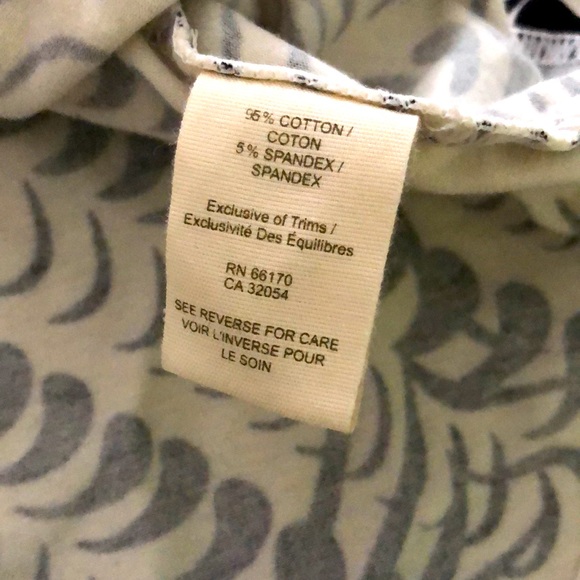 95% COTTON /
COTON
5% SPANDEX /
SPANDEX
Exclusive of Trims /
Exclusivité Des Équilibres
RN 66170
CA 32054
SEE REVERSE FOR CARE
VOIR L'INVERSE POUR
LE SOIN